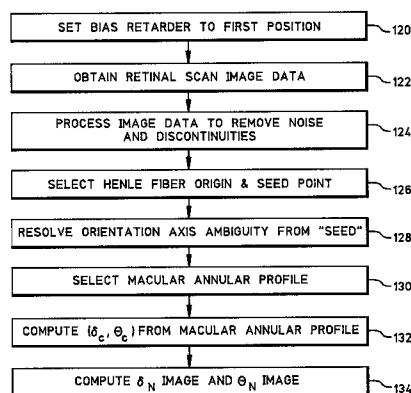 SET BIAS RETARDER TO FIRST POSITION
120
OBTAIN RETINAL SCAN IMAGE DATA
122
PROCESS IMAGE DATA TO REMOVE NOISE
AND DISCONTINUITIES
124
SELECT HENLE FIBER ORIGIN & SEED POINT
126
RESOLVE ORIENTATION AXIS AMBIGUITY FROM "SEED"
128
SELECT MACULAR ANNULAR PROFILE
130
COMPUTE (δc, θc) FROM MACULAR ANNULAR PROFILE
132
COMPUTE δN IMAGE AND θN IMAGE
134